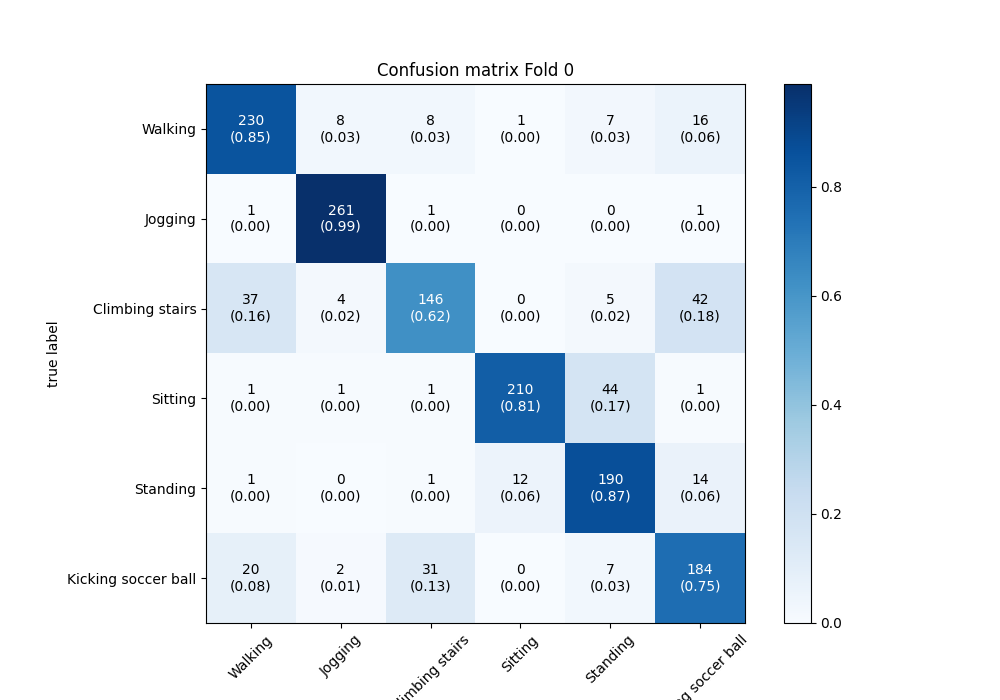 Confusion matrix Fold 0
Walking 230 8 8 1 7 16
(0.85) (0.03) (0.03) (0.00) (0.03) (0.06)
Jogging 1 261 1 0 0 1
(0.00) (0.99) (0.00) (0.00) (0.00) (0.00)
Climbing stairs 37 4 146 0 5 42
(0.16) (0.02) (0.62) (0.00) (0.02) (0.18)
Sitting 1 1 1 210 44 1
(0.00) (0.00) (0.00) (0.81) (0.17) (0.00)
Standing 1 0 1 12 190 14
(0.00) (0.00) (0.00) (0.06) (0.87) (0.06)
Kicking soccer ball 20 2 31 0 7 184
(0.08) (0.01) (0.13) (0.00) (0.03) (0.75)
true label
Walking
Jogging
limbing stairs
Sitting
Standing
g soccer ball
0.8
0.6
0.4
0.2
0.0